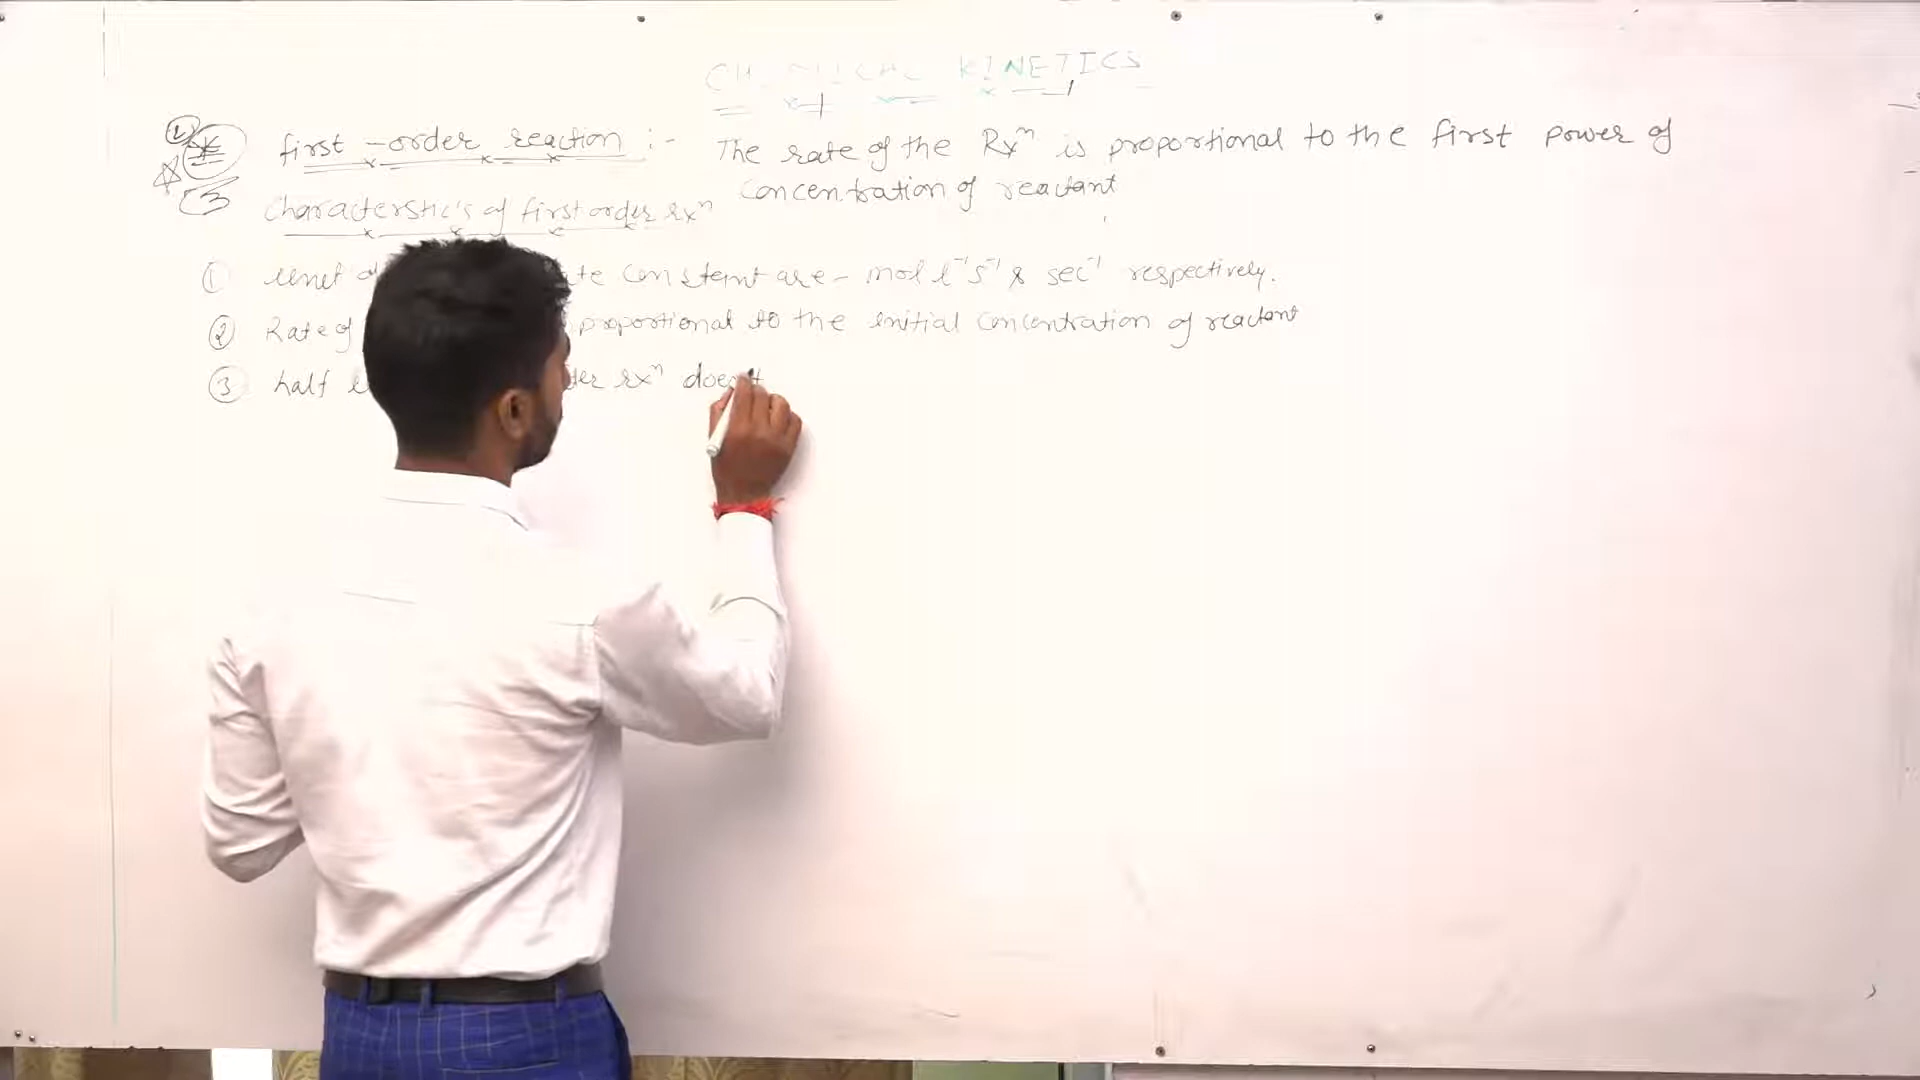 CHEMICAL KINETICS
first-order reaction :- The rate of the Rxⁿ is proportional to the first power of
concentration of reactant
3 Characterstic's of first order rxⁿ
① unit constant are - mol l⁻¹ s⁻¹ & sec⁻¹ respectively.
② Rate of proportional to the initial concentration of reactant
③ half rxⁿ does